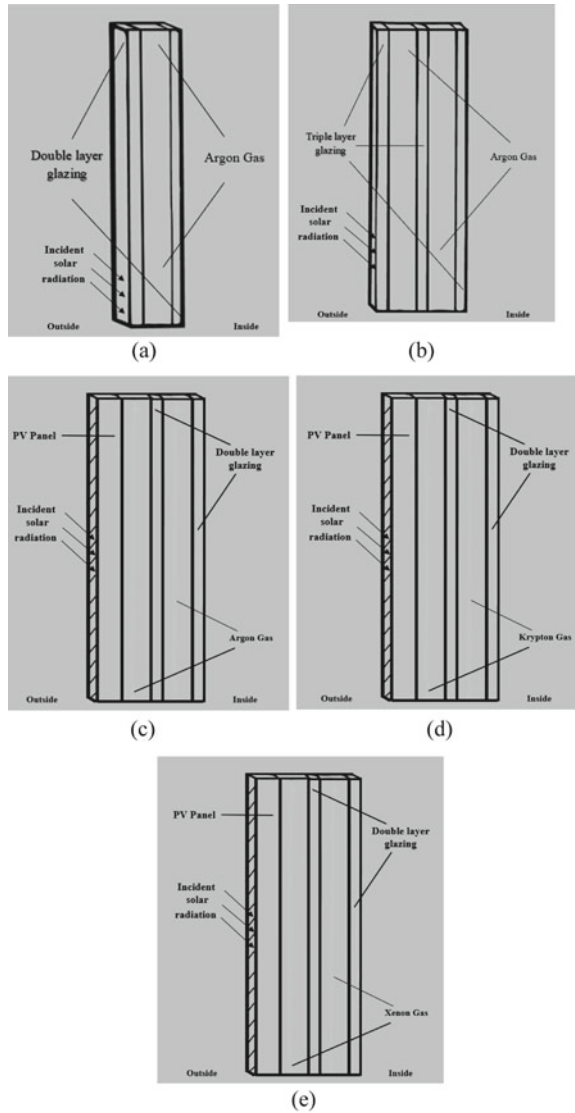 Double layer
glazing
Argon Gas
Incident
solar
radiation
Outside
Inside
(a)
Triple layer
glazing
Argon Gas
Incident
solar
radiation
Outside
Inside
(b)
PV Panel
Double layer
glazing
Incident
solar
radiation
Argon Gas
Outside
Inside
(c)
PV Panel
Double layer
glazing
Incident
solar
radiation
Krypton Gas
Outside
Inside
(d)
PV Panel
Double layer
glazing
Incident
solar
radiation
Xenon Gas
Outside
Inside
(e)